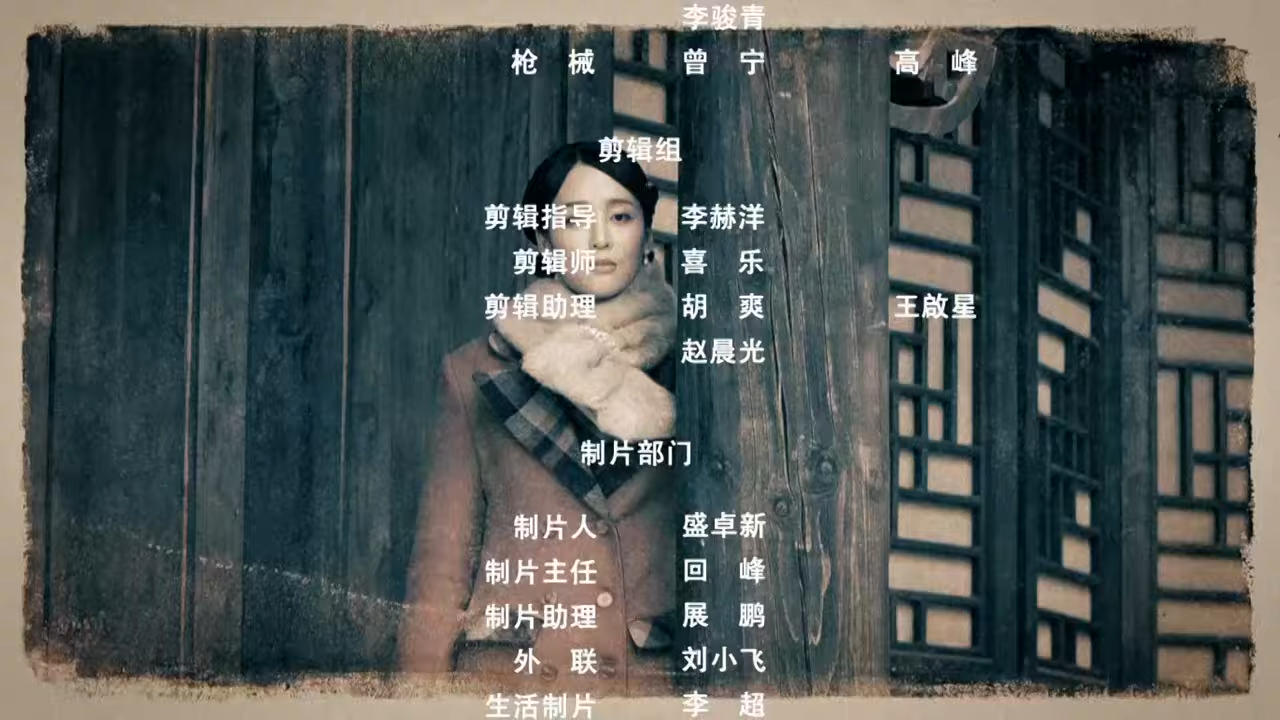 李骏青
枪 械 曾 宁 高 峰
剪辑组
剪辑指导 李赫洋
剪辑师 喜 乐
剪辑助理 胡 爽 王啟星
赵晨光
制片部门
制片人 盛卓新
制片主任 回 峰
制片助理 展 鹏
外 联 刘小飞
生活制片 李 超